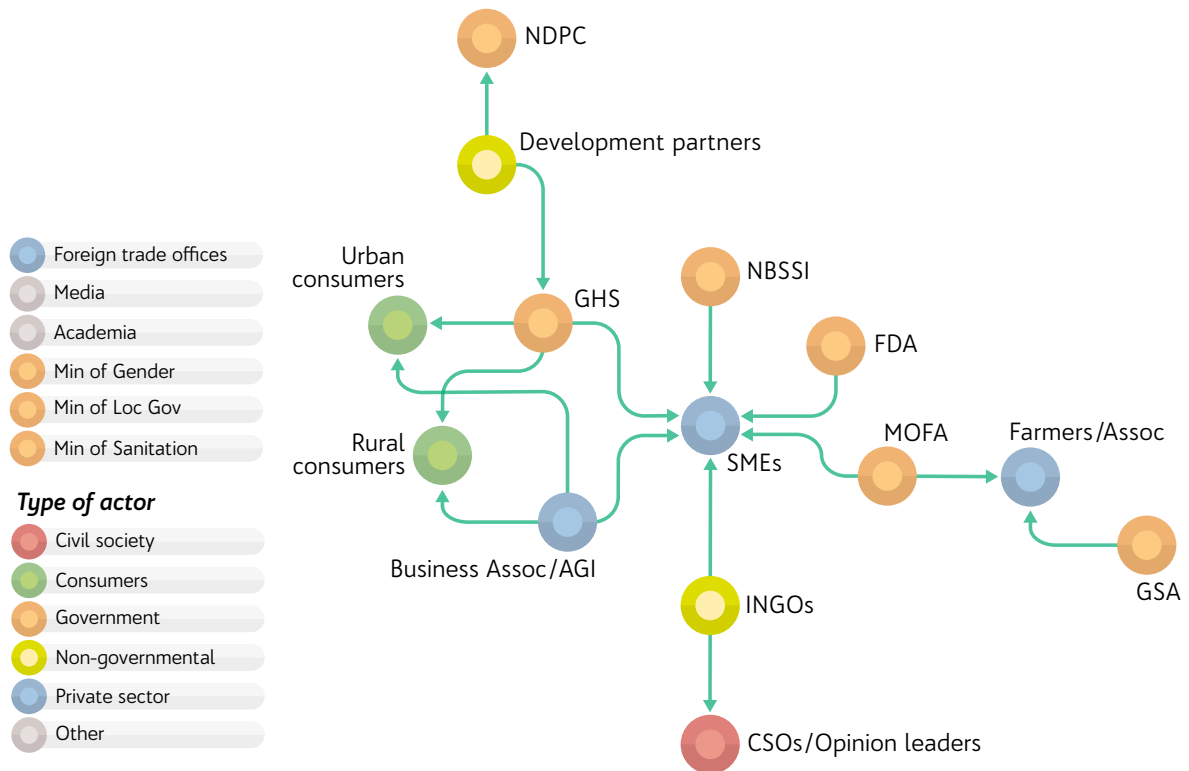 NDPC
Development partners
Foreign trade offices
Media
Academia
Min of Gender
Min of Loc Gov
Min of Sanitation
Type of actor
Civil society
Consumers
Government
Non-governmental
Private sector
Other
Urban
consumers
GHS
NBSSI
FDA
Rural
consumers
SMEs
MOFA
Farmers/Assoc
Business Assoc/AGI
INGOs
GSA
CSOs/Opinion leaders